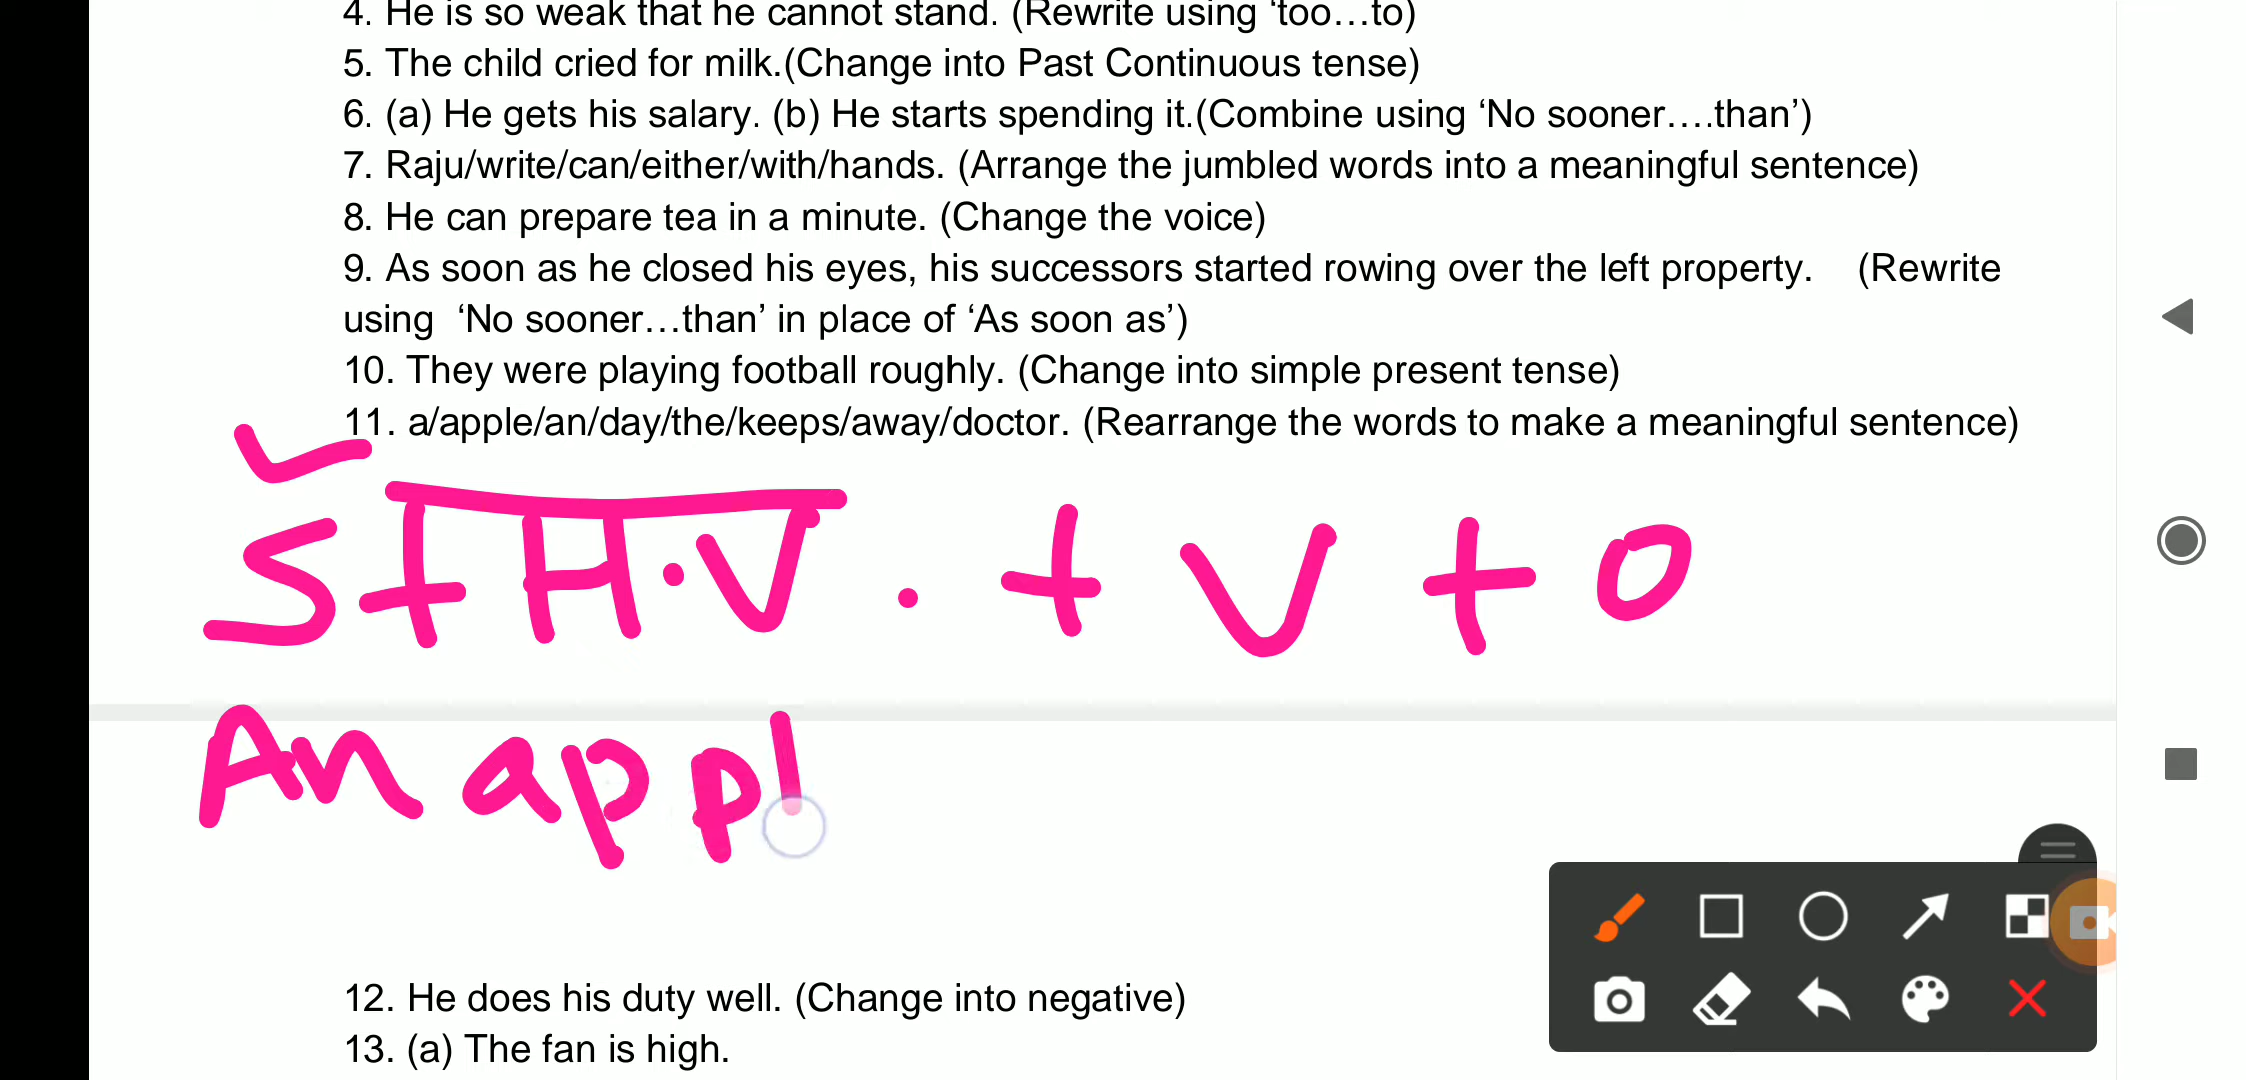 4. He is so weak that he cannot stand. (Rewrite using ‘too…to)
5. The child cried for milk.(Change into Past Continuous tense)
6. (a) He gets his salary. (b) He starts spending it.(Combine using ‘No sooner….than’)
7. Raju/write/can/either/with/hands. (Arrange the jumbled words into a meaningful sentence)
8. He can prepare tea in a minute. (Change the voice)
9. As soon as he closed his eyes, his successors started rowing over the left property. (Rewrite
using ‘No sooner…than’ in place of ‘As soon as’)
10. They were playing football roughly. (Change into simple present tense)
11. a/apple/an/day/the/keeps/away/doctor. (Rearrange the words to make a meaningful sentence)
S+H.V. + V + O
An appl
12. He does his duty well. (Change into negative)
13. (a) The fan is high.